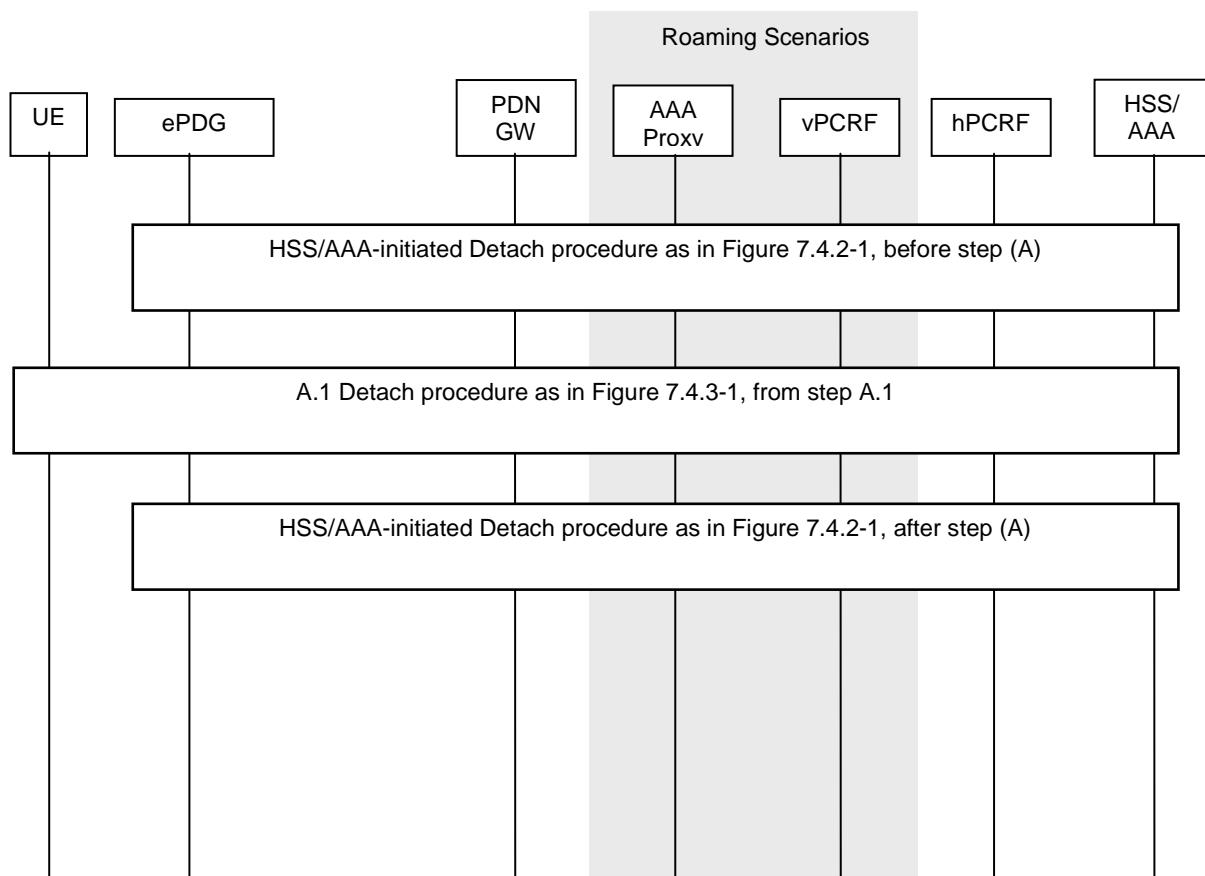 Roaming Scenarios
UE
ePDG
PDN
GW
AAA
Proxv
vPCRF
hPCRF
HSS/
AAA
HSS/AAA-initiated Detach procedure as in Figure 7.4.2-1, before step (A)
A.1 Detach procedure as in Figure 7.4.3-1, from step A.1
HSS/AAA-initiated Detach procedure as in Figure 7.4.2-1, after step (A)